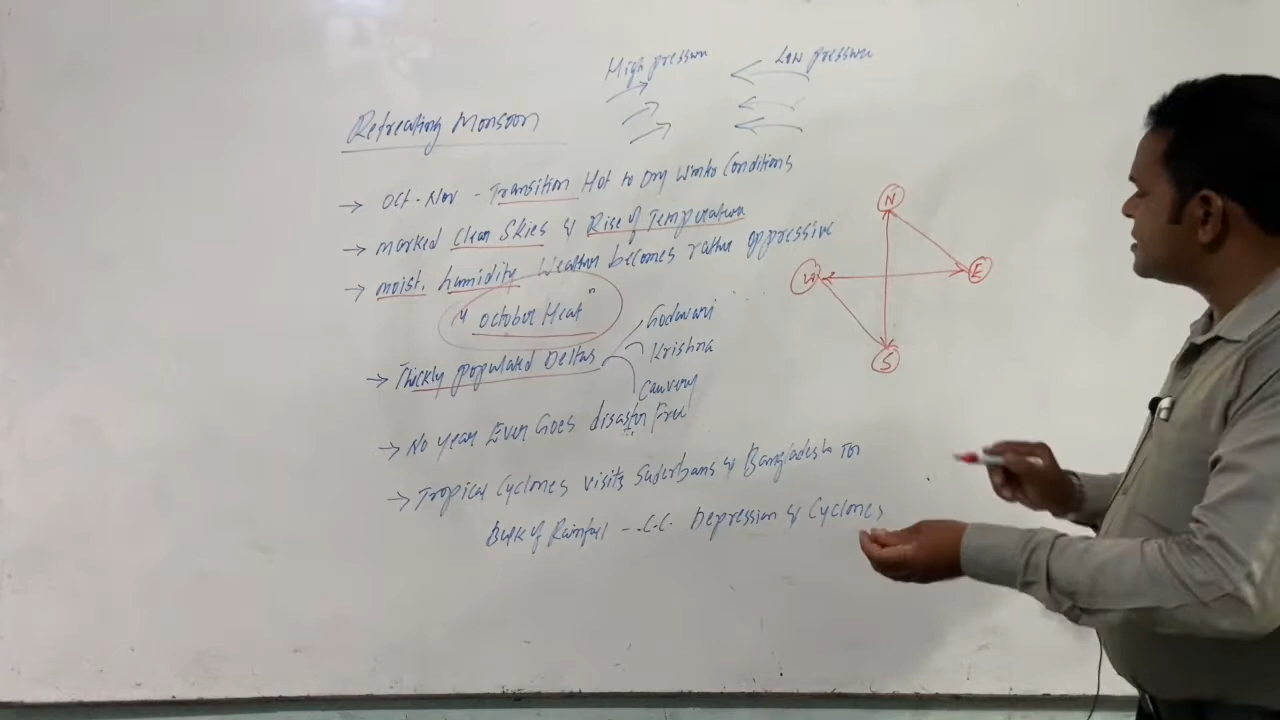 High pressure Low pressure
Retreating Monsoon
→ Oct-Nov - Transition Hot to Dry Winter Conditions
→ marked Clear Skies & Rise of Temperature
→ moist. humidity Weather becomes rather oppressive
"October Heat"
→ Thickly populated Deltas
Godavari
Krishna
Cauvery
→ No year Ever Goes disaster Free
→ Tropical Cyclones visits Suderbans & Bangladesh Too
Bulk of Rainfall -- C.C. Depression & Cyclones
N
W E
S